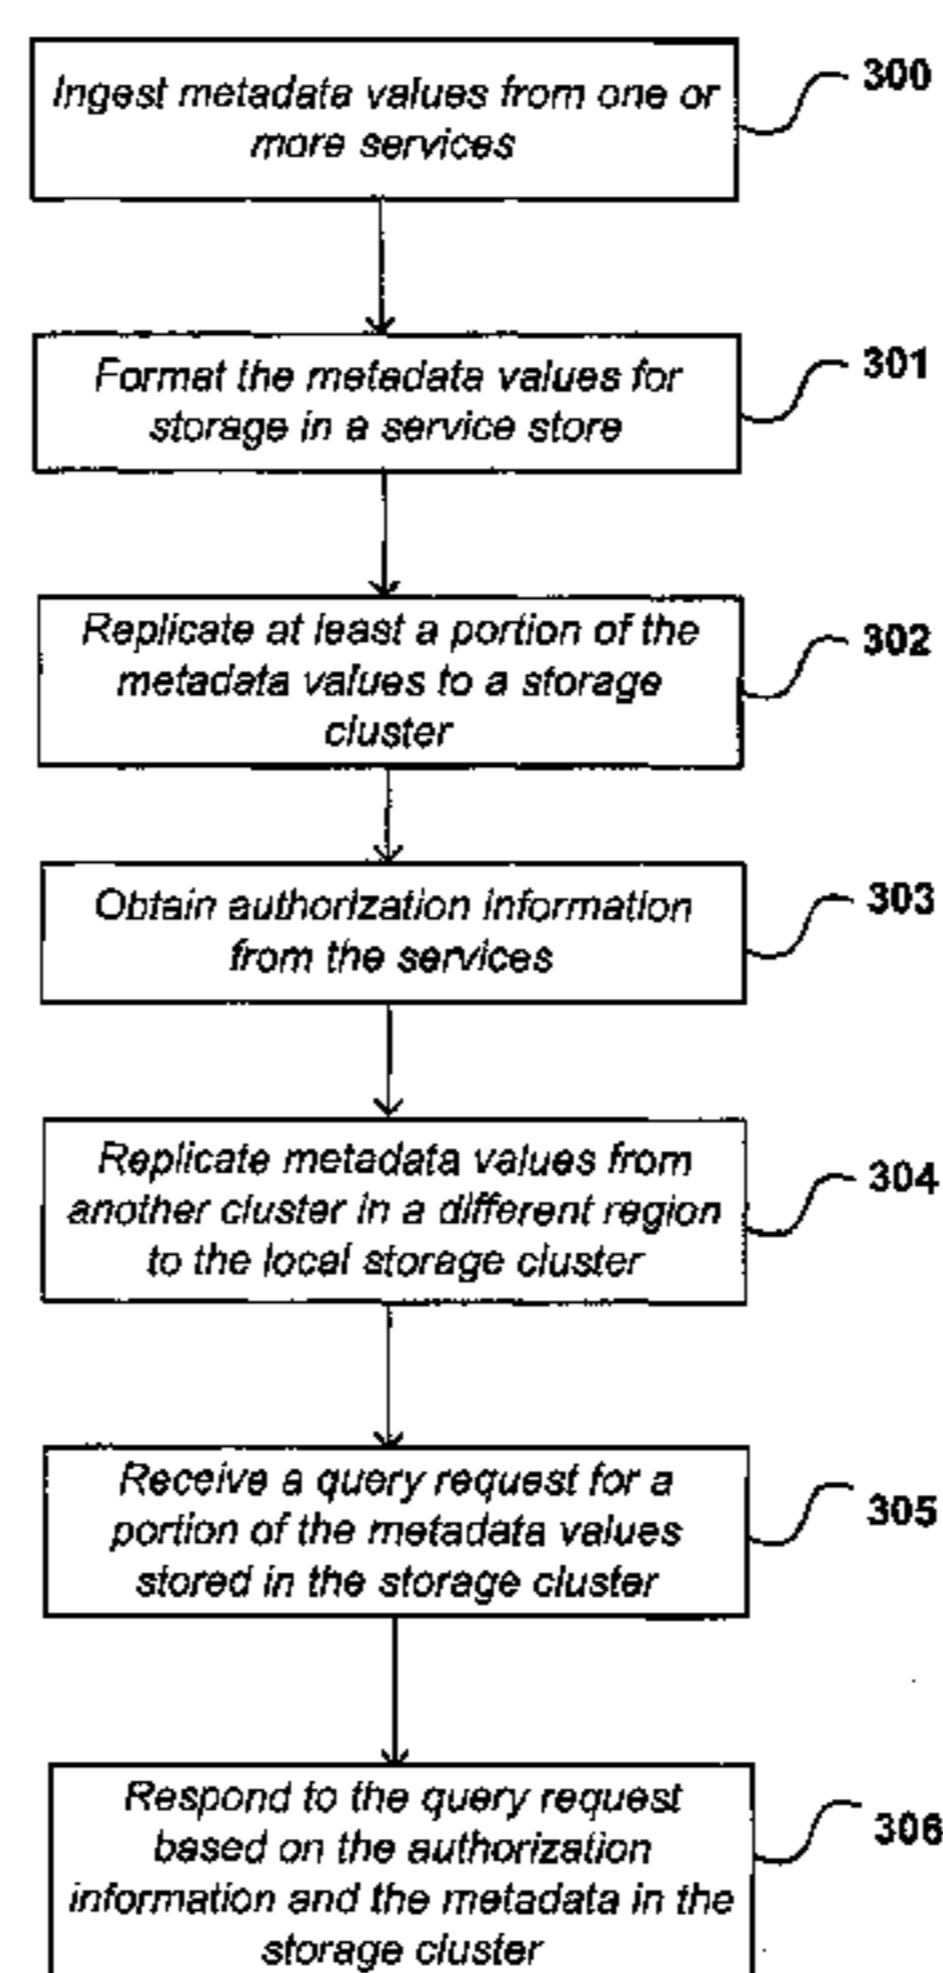 Ingest metadata values from one or
more services
300
Format the metadata values for
storage in a service store
301
Replicate at least a portion of the
metadata values to a storage
cluster
302
Obtain authorization information
from the services
303
Replicate metadata values from
another cluster in a different region
to the local storage cluster
304
Receive a query request for a
portion of the metadata values
stored in the storage cluster
305
Respond to the query request
based on the authorization
information and the metadata in the
storage cluster
306